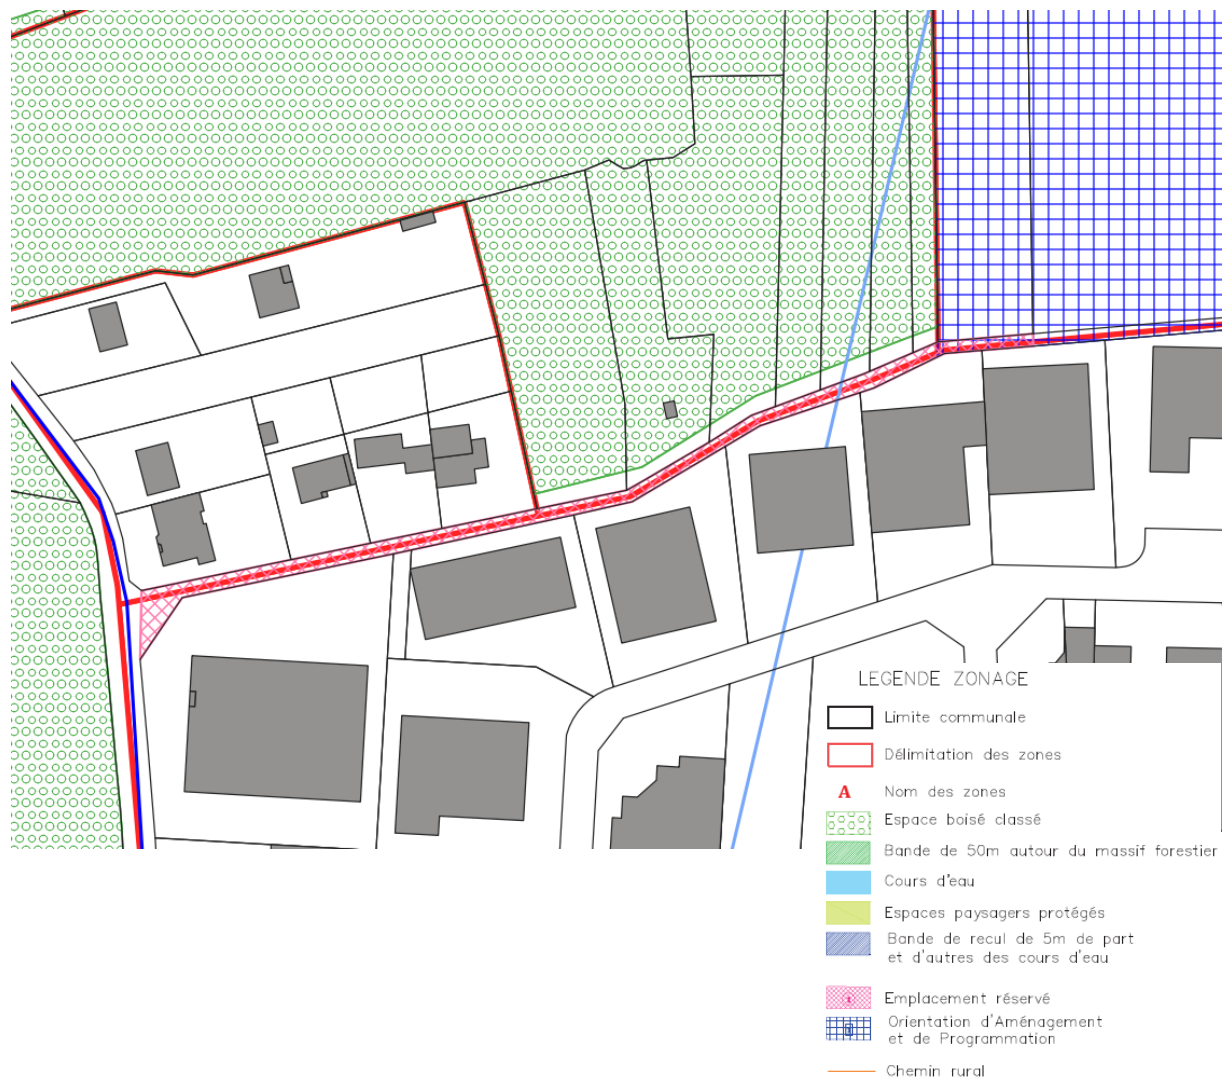 LEGENDE ZONAGE
Limite communale
Délimitation des zones
A Nom des zones
Espace boisé classé
Bande de 50m autour du massif forestier
Cours d'eau
Espaces paysagers protégés
Bande de recul de 5m de part
et d'autres des cours d'eau
Emplacement réservé
Orientation d'Aménagement
et de Programmation
Chemin rural